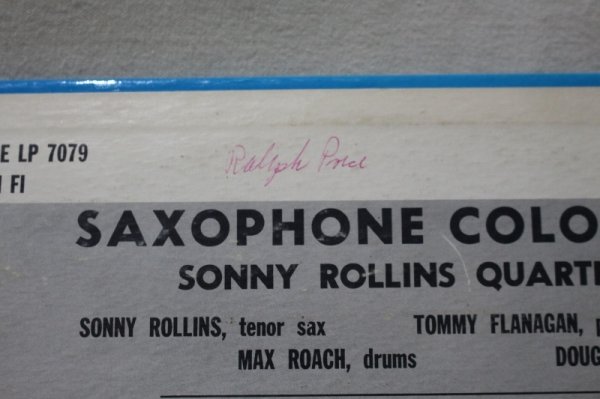 E LP 7079
Ralph Price
I FI
SAXOPHONE COLO
SONNY ROLLINS QUART
SONNY ROLLINS, tenor sax TOMMY FLANAGAN, p
MAX ROACH, drums DOUG